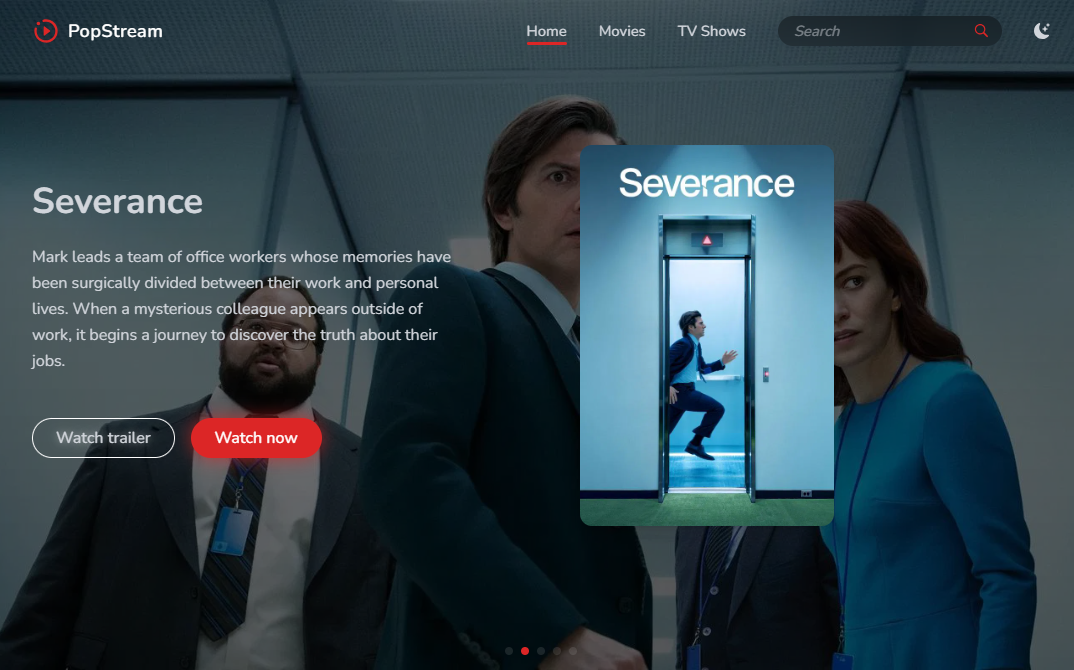 PopStream
Home
Movies
TV Shows
Search
Severance
Mark leads a team of office workers whose memories have
been surgically divided between their work and personal
lives. When a mysterious colleague appears outside of
work, it begins a journey to discover the truth about their
jobs.
Watch trailer
Watch now
Severance